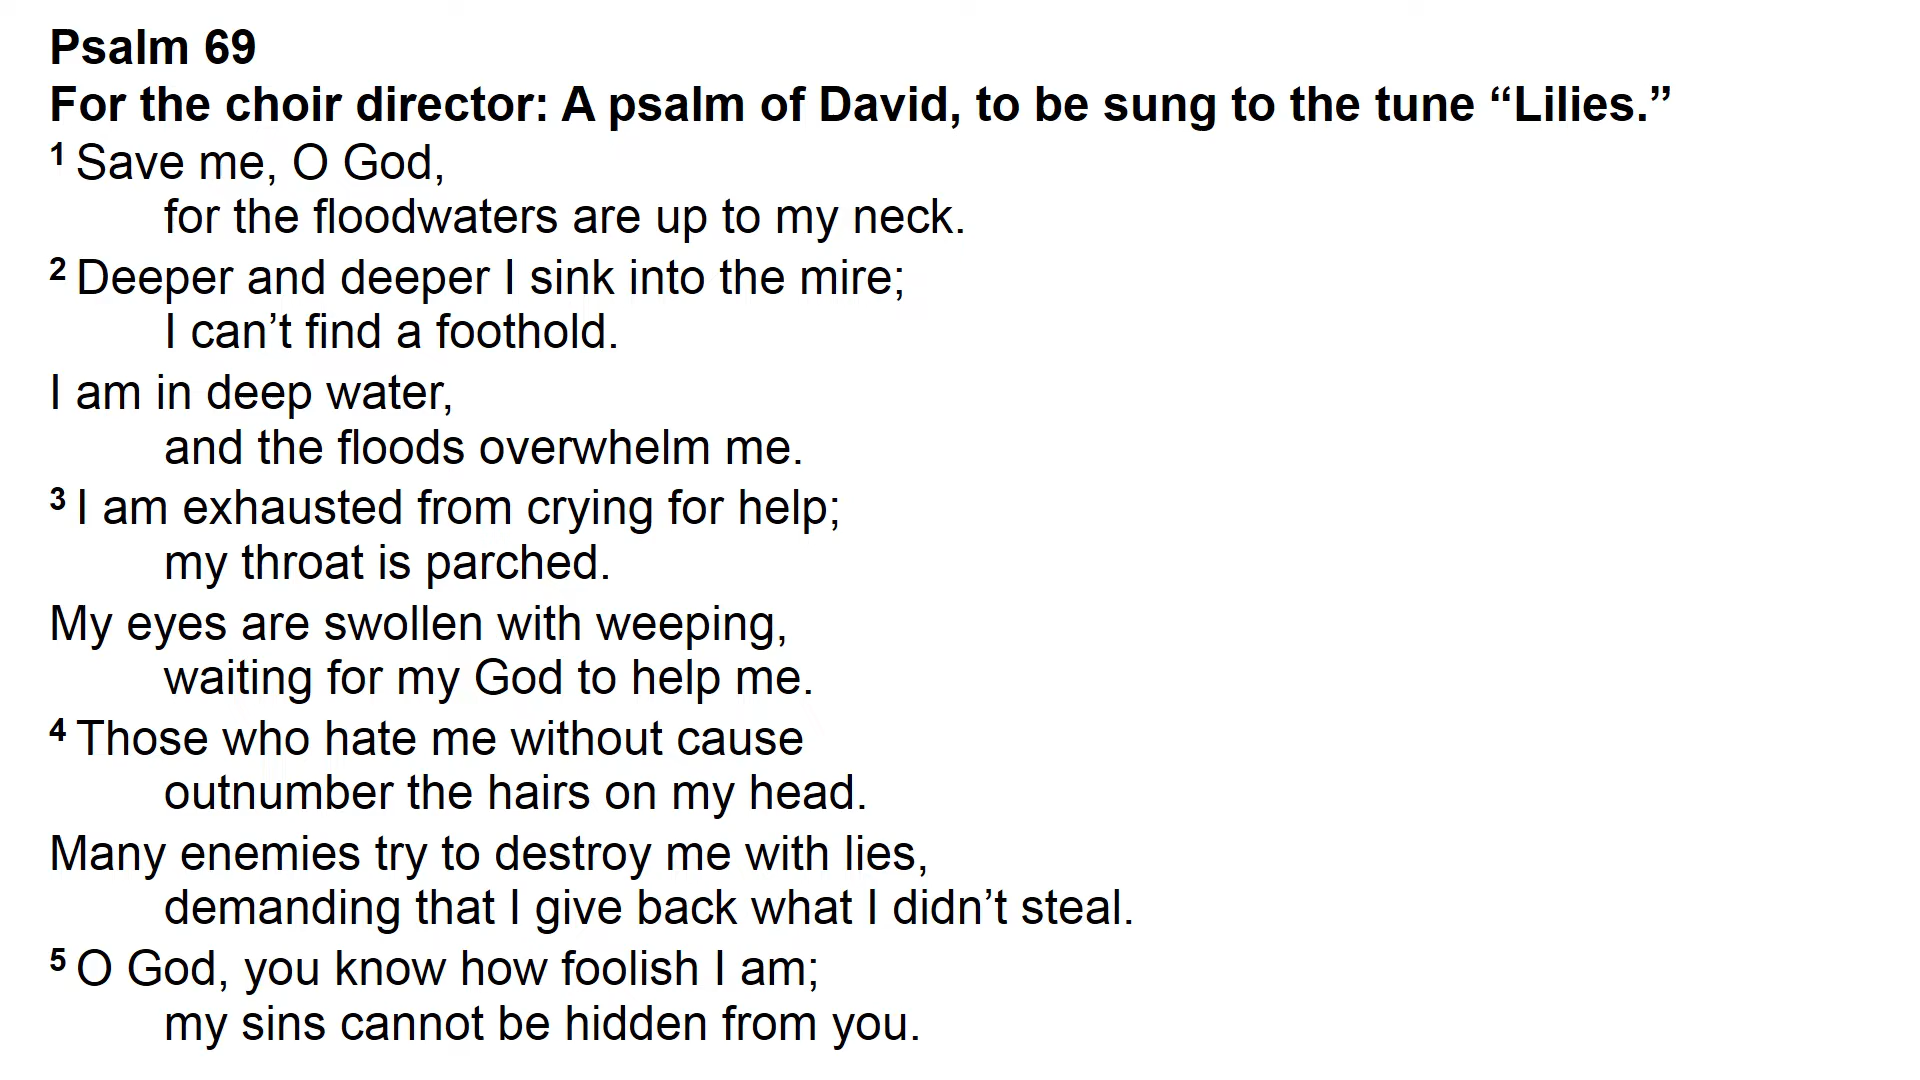 Psalm 69
For the choir director: A psalm of David, to be sung to the tune “Lilies.”
1 Save me, O God,
for the floodwaters are up to my neck.
2 Deeper and deeper I sink into the mire;
I can’t find a foothold.
I am in deep water,
and the floods overwhelm me.
3 I am exhausted from crying for help;
my throat is parched.
My eyes are swollen with weeping,
waiting for my God to help me.
4 Those who hate me without cause
outnumber the hairs on my head.
Many enemies try to destroy me with lies,
demanding that I give back what I didn’t steal.
5 O God, you know how foolish I am;
my sins cannot be hidden from you.